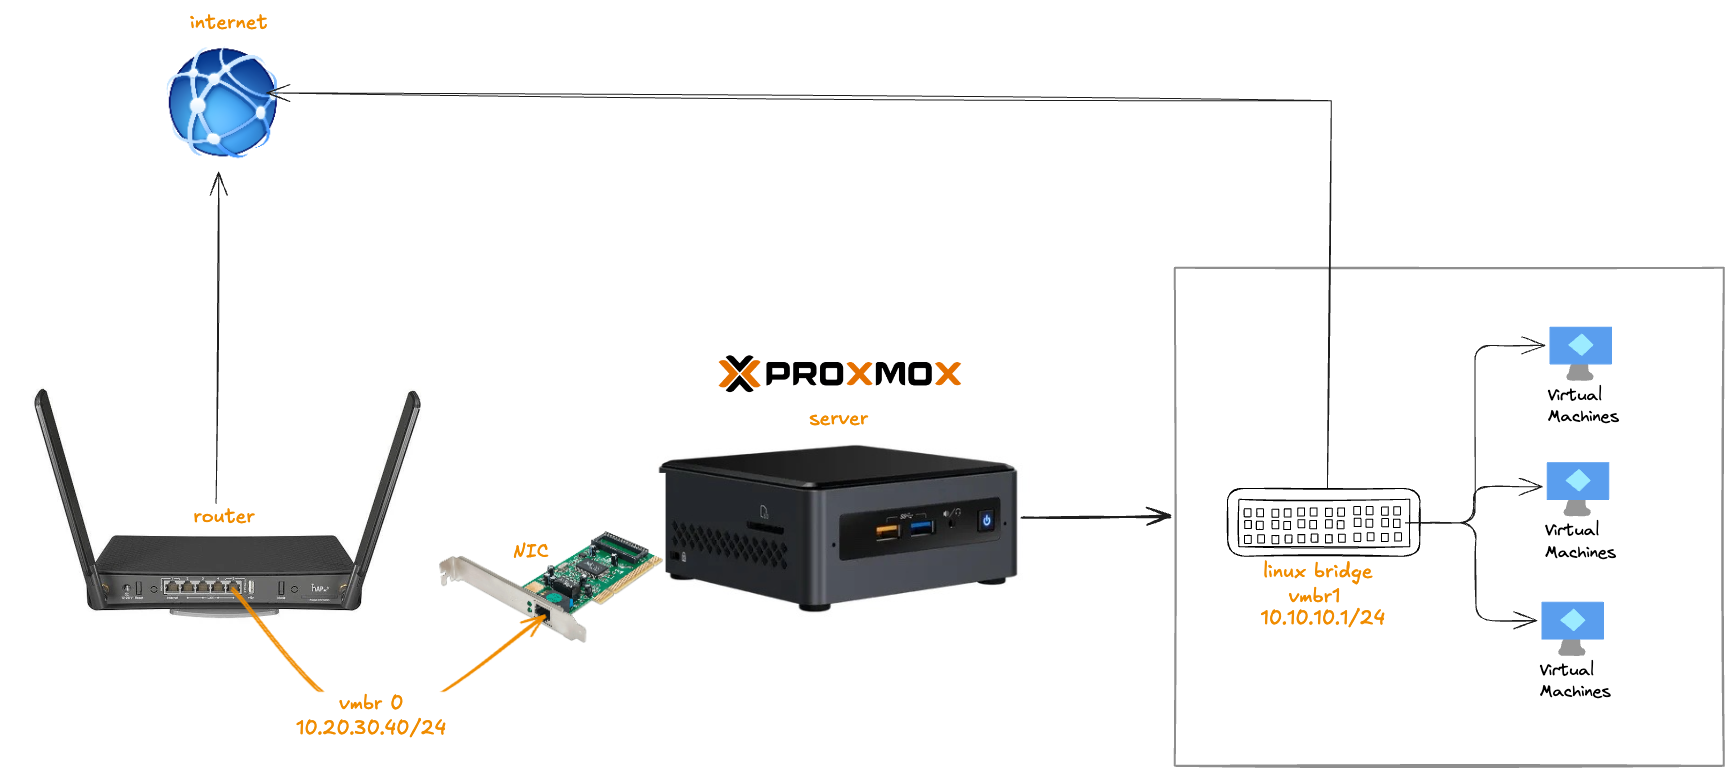 internet
PROXMOX
server
router
NIC
hAP
vmbr 0
10.20.30.40/24
linux bridge
vmbr1
10.10.10.1/24
Virtual
Machines
Virtual
Machines
Virtual
Machines